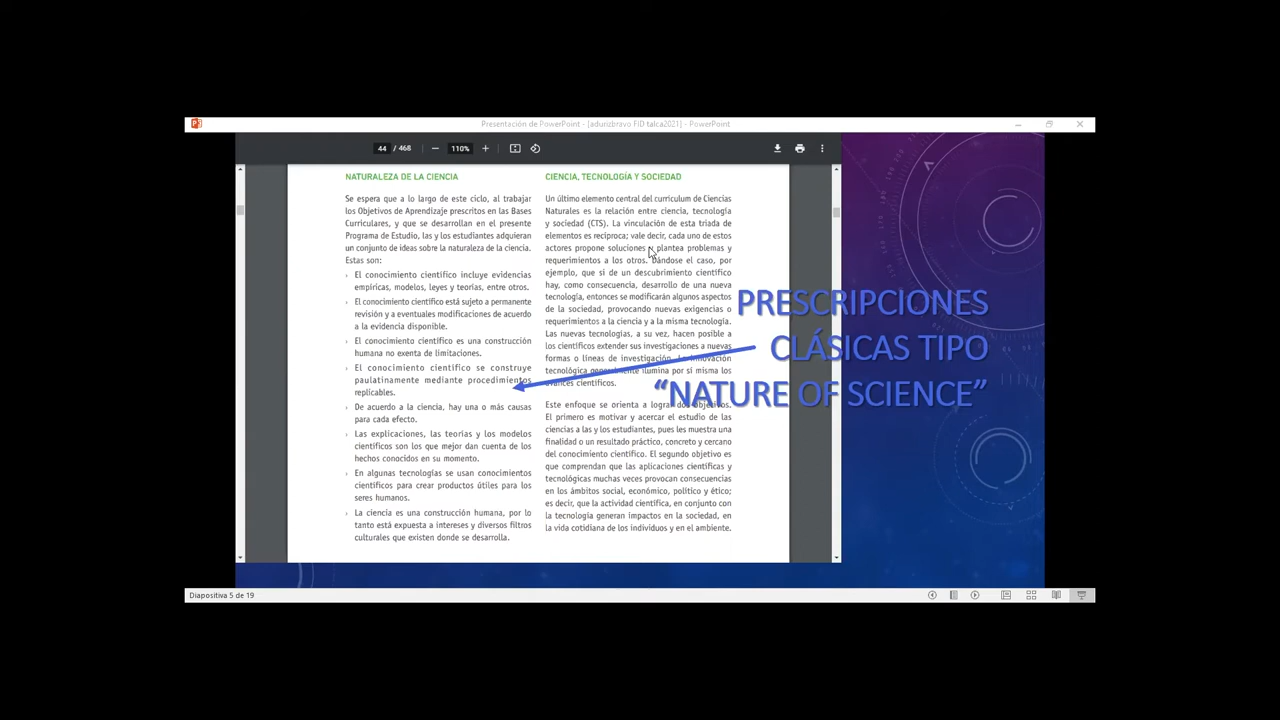 Presentación de PowerPoint - [adurizbravo FID talca2021] - PowerPoint
44 / 468
110%
NATURALEZA DE LA CIENCIA
Se espera que a lo largo de este ciclo, al trabajar
los Objetivos de Aprendizaje prescritos en las Bases
Curriculares, y que se desarrollan en el presente
Programa de Estudio, las y los estudiantes adquieran
un conjunto de ideas sobre la naturaleza de la ciencia.
Estas son:
› El conocimiento científico incluye evidencias
empíricas, modelos, leyes y teorías, entre otros.
› El conocimiento científico está sujeto a permanente
revisión y a eventuales modificaciones de acuerdo
a la evidencia disponible.
› El conocimiento científico es una construcción
humana no exenta de limitaciones.
› El conocimiento científico se construye
paulatinamente mediante procedimientos
replicables.
› De acuerdo a la ciencia, hay una o más causas
para cada efecto.
› Las explicaciones, las teorías y los modelos
científicos son los que mejor dan cuenta de los
hechos conocidos en su momento.
› En algunas tecnologías se usan conocimientos
científicos para crear productos útiles para los
seres humanos.
› La ciencia es una construcción humana, por lo
tanto está expuesta a intereses y diversos filtros
culturales que existen donde se desarrolla.
CIENCIA, TECNOLOGÍA Y SOCIEDAD
Un último elemento central del curriculum de Ciencias
Naturales es la relación entre ciencia, tecnología
y sociedad (CTS). La vinculación de esta triada de
elementos es recíproca; vale decir, cada uno de estos
actores propone soluciones y plantea problemas y
requerimientos a los otros. Dándose el caso, por
ejemplo, que si de un descubrimiento científico
hay, como consecuencia, desarrollo de una nueva
tecnología, entonces se modificarán algunos aspectos
de la sociedad, provocando nuevas exigencias o
requerimientos a la ciencia y a la misma tecnología.
Las nuevas tecnologías, a su vez, hacen posible a
los científicos extender sus investigaciones a nuevas
formas o líneas de investigación. La innovación
tecnológica generalmente ilumina por sí misma los
avances científicos.
Este enfoque se orienta a lograr dos objetivos.
El primero es motivar y acercar el estudio de las
ciencias a las y los estudiantes, pues les muestra una
finalidad o un resultado práctico, concreto y cercano
del conocimiento científico. El segundo objetivo es
que comprendan que las aplicaciones científicas y
tecnológicas muchas veces provocan consecuencias
en los ámbitos social, económico, político y ético;
es decir, que la actividad científica, en conjunto con
la tecnología generan impactos en la sociedad, en
la vida cotidiana de los individuos y en el ambiente.
PRESCRIPCIONES
CLÁSICAS TIPO
“NATURE OF SCIENCE”
Diapositiva 5 de 19